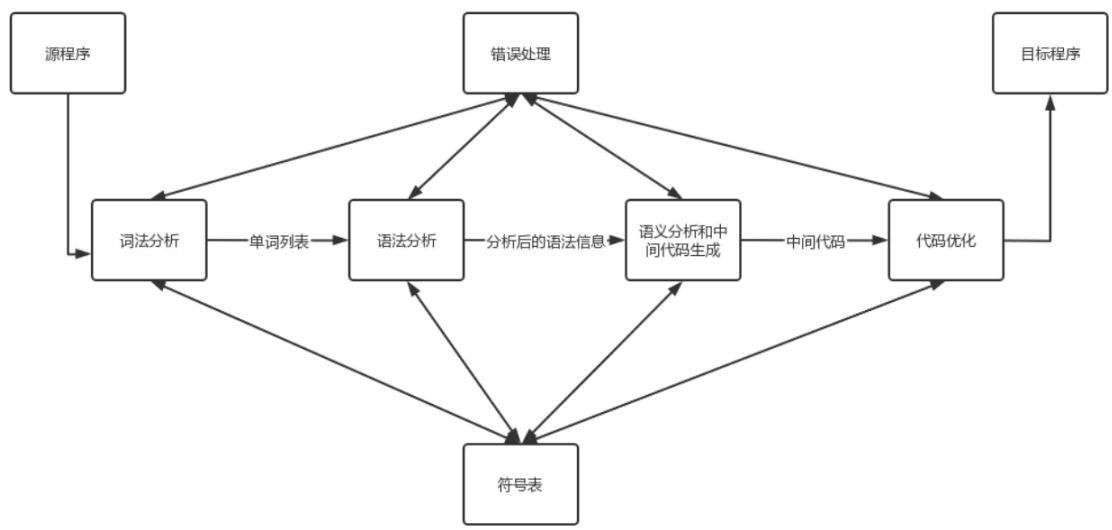 源程序
错误处理
目标程序
词法分析
单词列表
语法分析
分析后的语法信息
语义分析和中
间代码生成
中间代码
代码优化
符号表